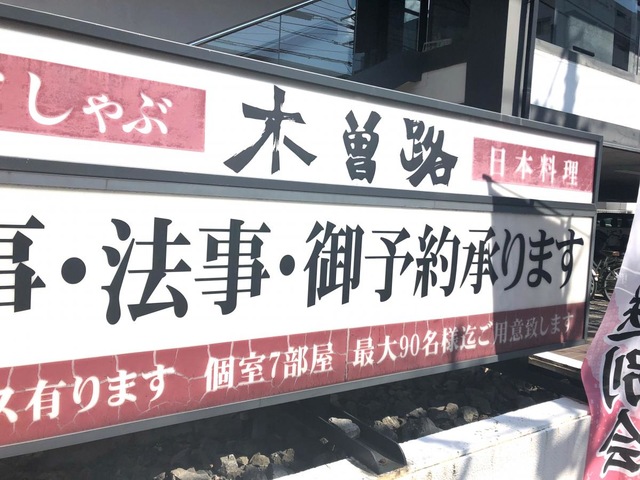 しゃぶ 木曽路 日本料理
事・法事・御予約承ります
ス有ります 個室7部屋 最大90名様迄ご用意致します
別会